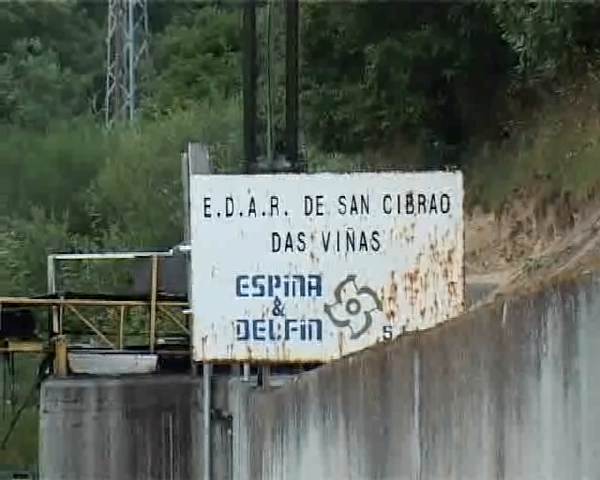 E.D.A.R. DE SAN CIBRAO
DAS VIÑAS
ESPINA
&
DELFIN
S